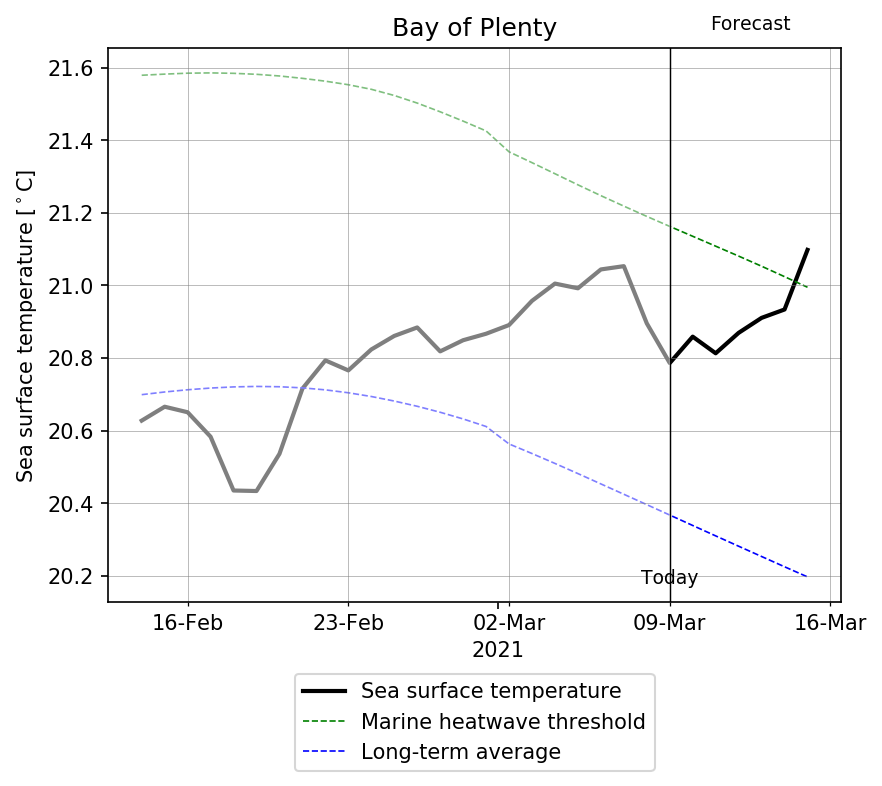 Bay of Plenty
Forecast
Sea surface temperature [°C]
21.6
21.4
21.2
21.0
20.8
20.6
20.4
20.2
Today
16-Feb
23-Feb
02-Mar
09-Mar
16-Mar
2021
Sea surface temperature
Marine heatwave threshold
Long-term average